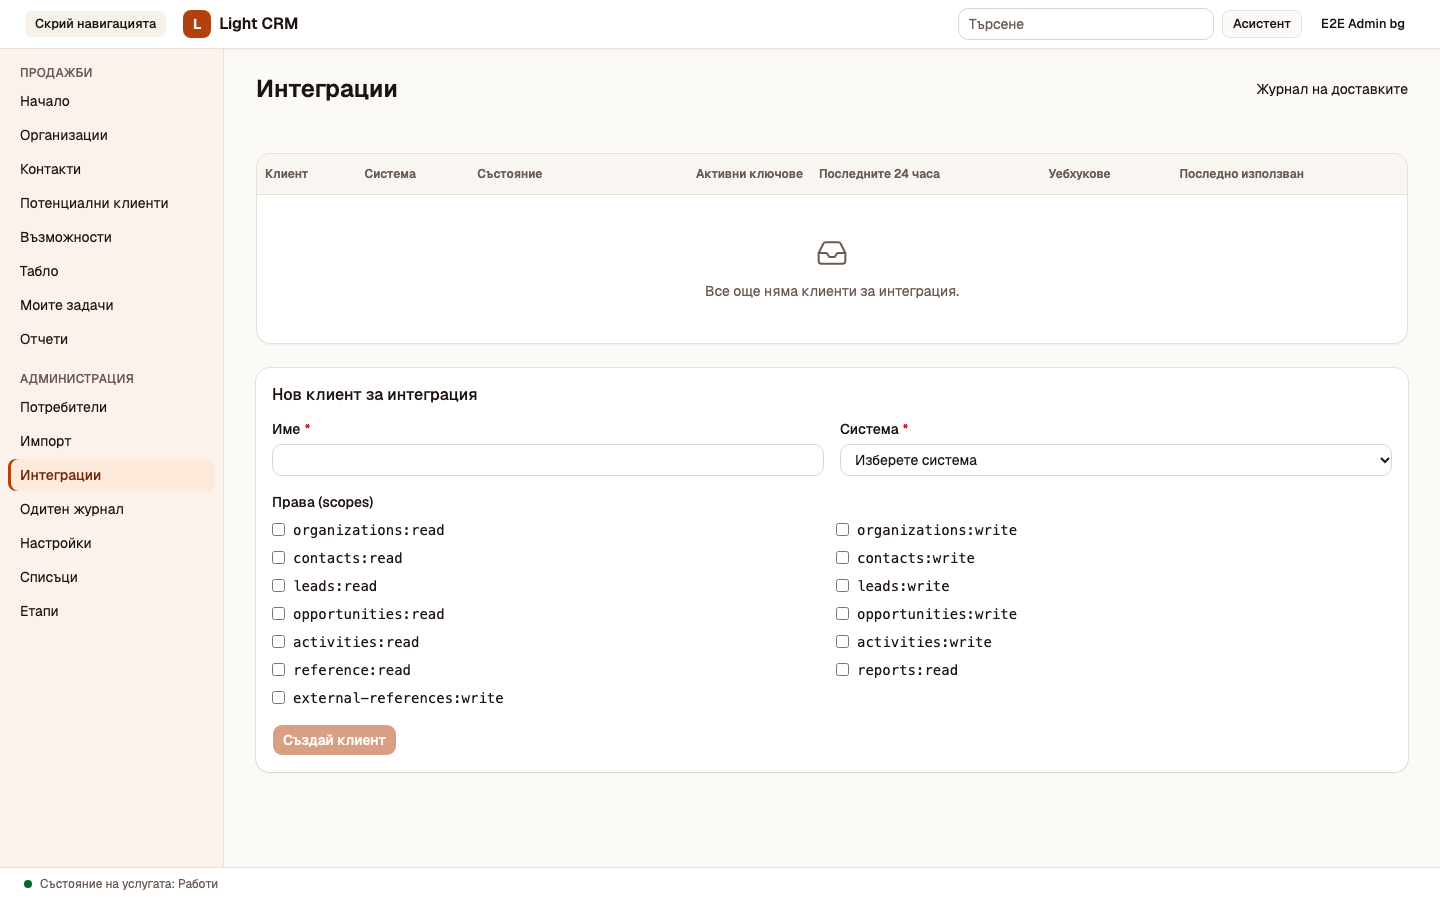 Скрий навигацията
L
Light CRM
Търсене
Асистент
E2E Admin bg
ПРОДАЖБИ
Начало
Организации
Контакти
Потенциални клиенти
Възможности
Табло
Моите задачи
Отчети
АДМИНИСТРАЦИЯ
Потребители
Импорт
Интеграции
Одитен журнал
Настройки
Списъци
Етапи
Интеграции
Журнал на доставките
Клиент Система Състояние Активни ключове Последните 24 часа Уебхукове Последно използван
Все още няма клиенти за интеграция.
Нов клиент за интеграция
Име * Система *
Изберете система
Права (scopes)
organizations:read organizations:write
contacts:read contacts:write
leads:read leads:write
opportunities:read opportunities:write
activities:read activities:write
reference:read reports:read
external-references:write
Създай клиент
Състояние на услугата: Работи